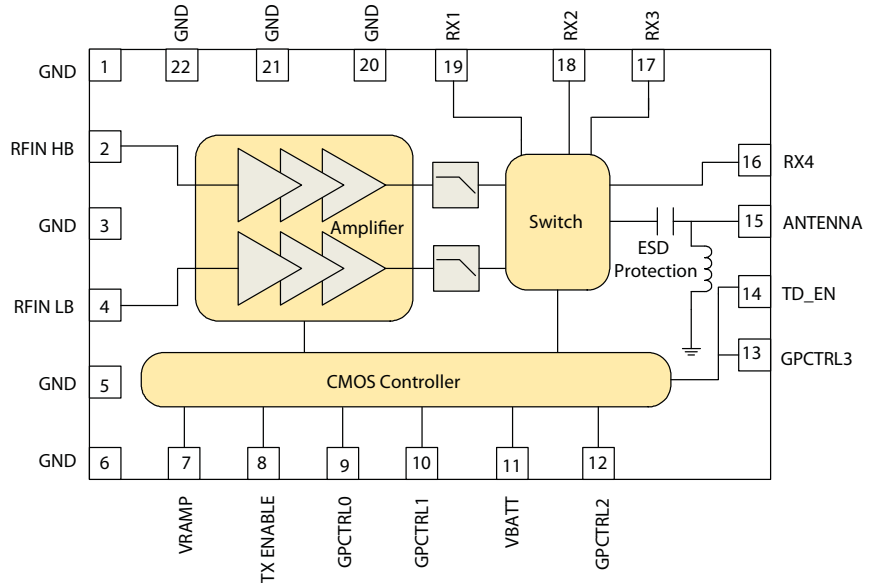 GND
GND
GND
RX1
RX2
RX3
GND
1
22
21
20
19
18
17
RFIN HB
2
16
RX4
GND
3
Amplifier
Switch
15
ANTENNA
ESD
Protection
RFIN LB
4
14
TD_EN
13
GPCTRL3
GND
5
CMOS Controller
GND
6
7
8
9
10
11
12
VRAMP
TX ENABLE
GPCTRL0
GPCTRL1
VBATT
GPCTRL2